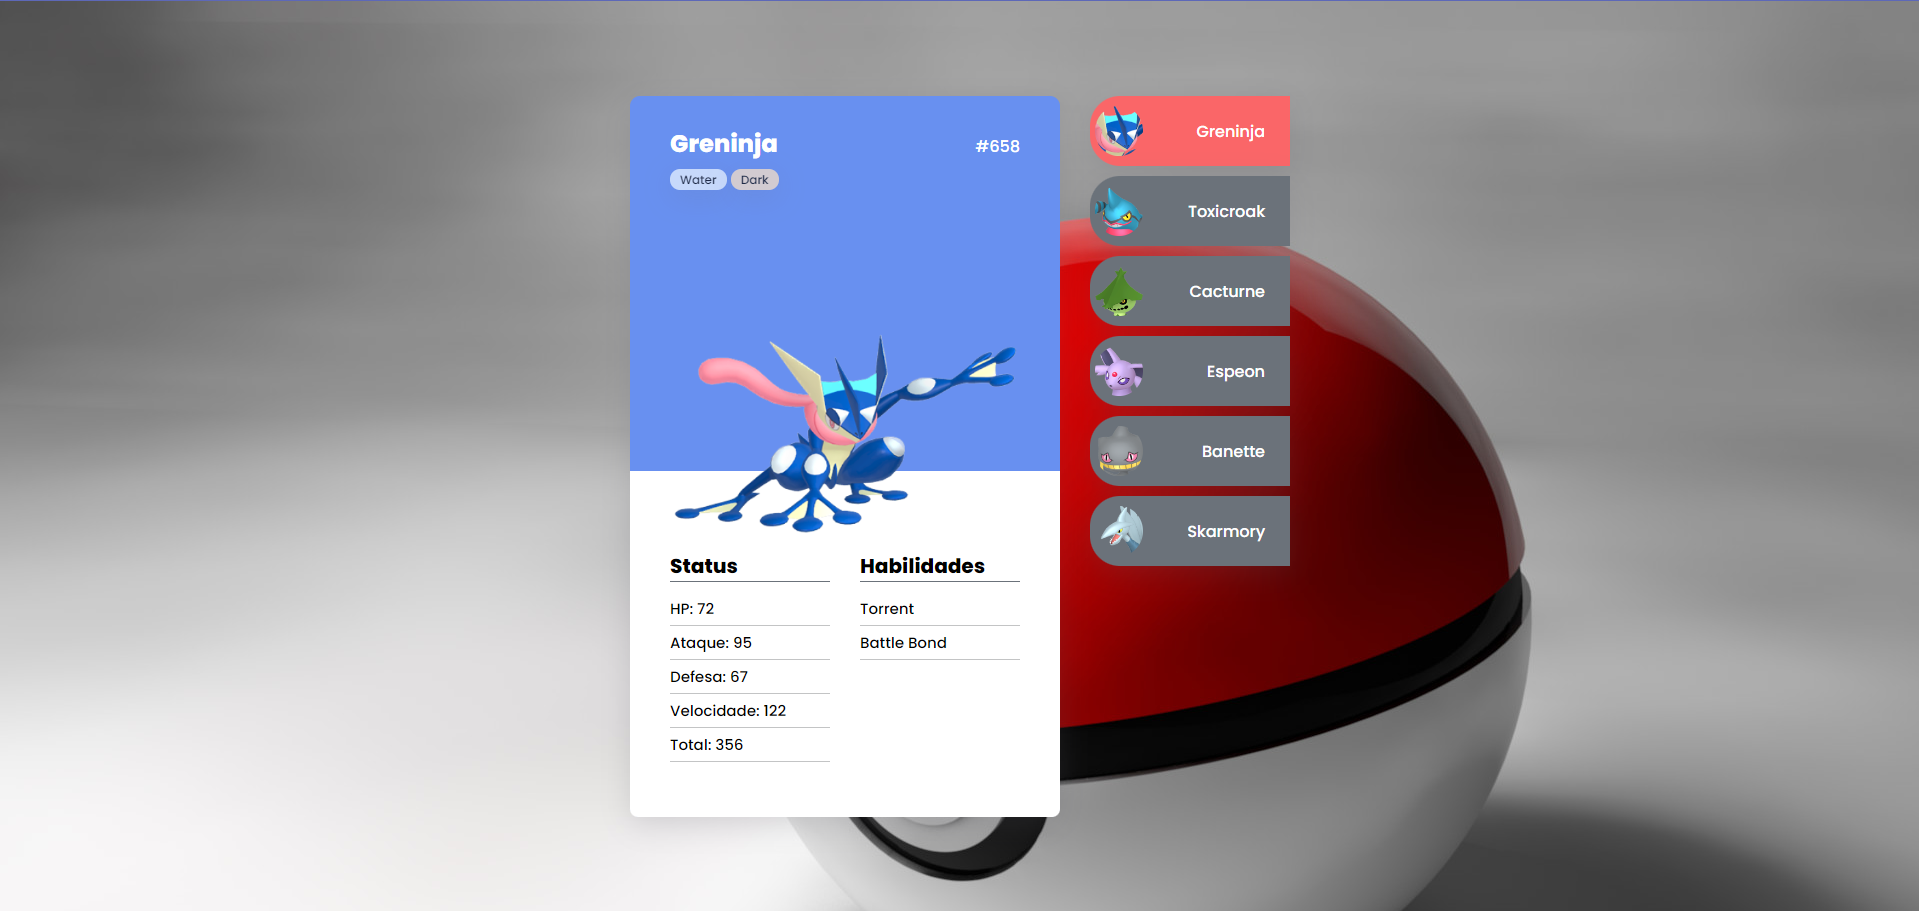 Greninja
#658
Water
Dark
Status
HP: 72
Ataque: 95
Defesa: 67
Velocidade: 122
Total: 356
Habilidades
Torrent
Battle Bond
Greninja
Toxicroak
Cacturne
Espeon
Banette
Skarmory